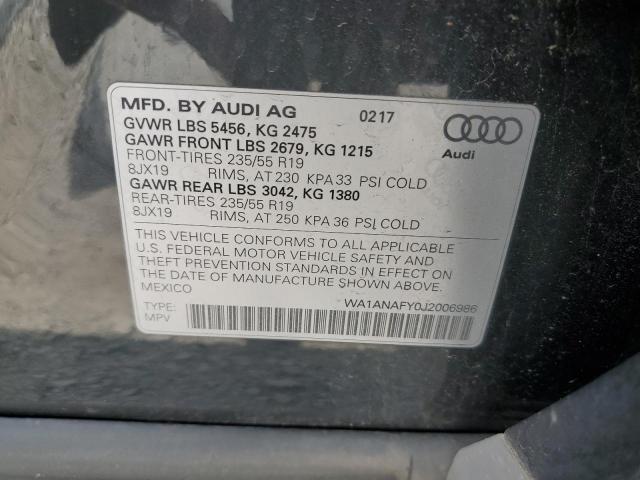 MFD. BY AUDI AG 0217
GVWR LBS 5456, KG 2475
GAWR FRONT LBS 2679, KG 1215
FRONT-TIRES 235/55 R19
8JX19 RIMS, AT 230 KPA 33 PSI COLD
GAWR REAR LBS 3042, KG 1380
REAR-TIRES 235/55 R19
8JX19 RIMS, AT 250 KPA 36 PSI COLD
Audi
THIS VEHICLE CONFORMS TO ALL APPLICABLE
U.S. FEDERAL MOTOR VEHICLE SAFETY AND
THEFT PREVENTION STANDARDS IN EFFECT ON
THE DATE OF MANUFACTURE SHOWN ABOVE.
MEXICO
WA1ANAFY0J2006986
TYPE:
MPV